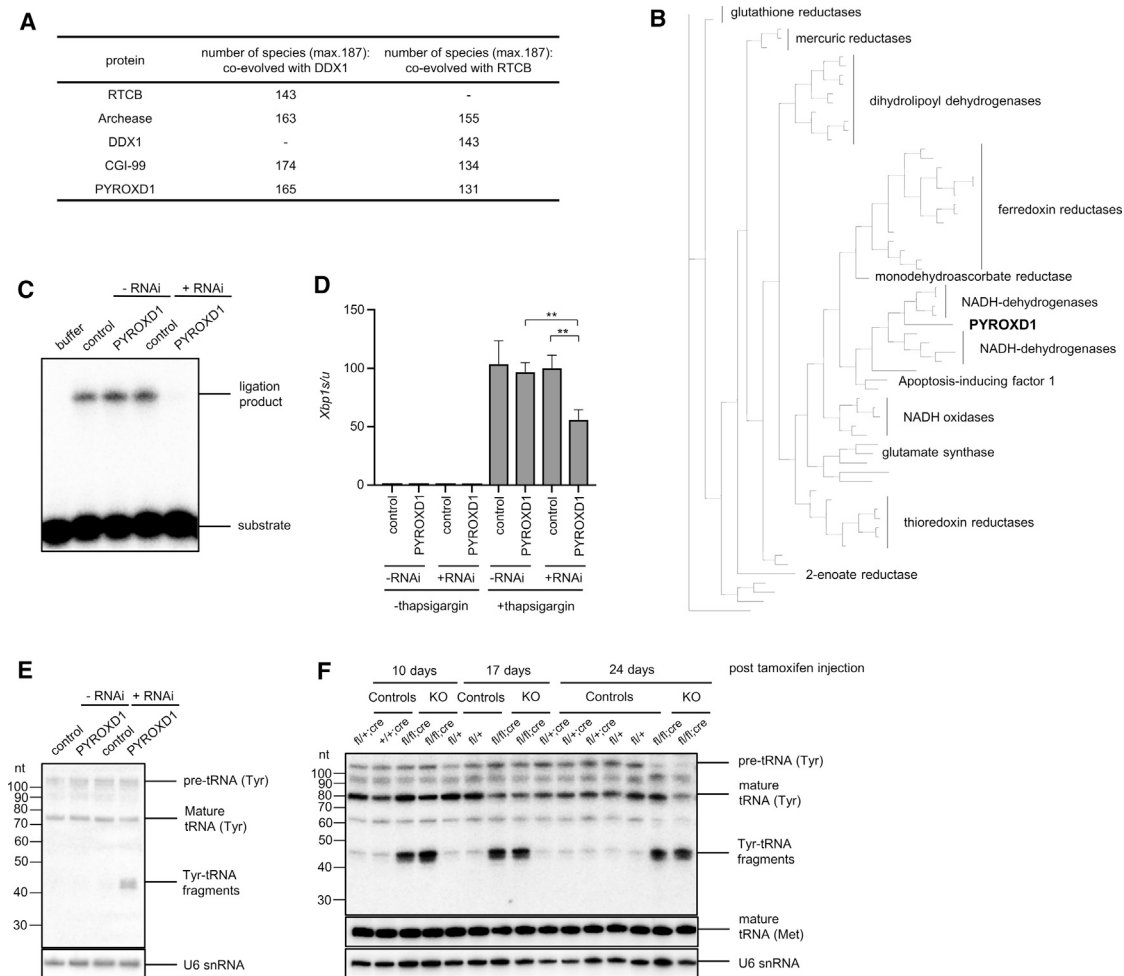 A
protein
number of species (max.187):
co-evolved with DDX1
number of species (max.187):
co-evolved with RTCB
RTCB 143 -
Archease 163 155
DDX1 - 143
CGI-99 174 134
PYROXD1 165 131
B
glutathione reductases
mercuric reductases
dihydrolipoyl dehydrogenases
ferredoxin reductases
monodehydroascorbate reductase
NADH-dehydrogenases
PYROXD1
NADH-dehydrogenases
Apoptosis-inducing factor 1
NADH oxidases
glutamate synthase
thioredoxin reductases
2-enoate reductase
C
- RNAi + RNAi
buffer control PYROXD1 control PYROXD1
ligation
product
substrate
D
Xbp1s/u
150
100
50
0
** 
**
control PYROXD1 control PYROXD1 control PYROXD1 control PYROXD1
-RNAi +RNAi -RNAi +RNAi
-thapsigargin +thapsigargin
E
- RNAi + RNAi
control PYROXD1 control PYROXD1
nt
100
90
80
70
60
50
40
30
pre-tRNA (Tyr)
Mature
tRNA (Tyr)
Tyr-tRNA
fragments
U6 snRNA
F
10 days 17 days 24 days post tamoxifen injection
Controls KO Controls KO Controls KO
fl/+;cre +/+;cre fl/fl;cre fl/fl;cre fl/+ fl/+ fl/fl;cre fl/fl;cre fl/+;cre fl/+;cre fl/+;cre fl/+ fl/+ fl/fl;cre fl/fl;cre
nt
100
90
80
70
60
50
40
30
pre-tRNA (Tyr)
mature
tRNA (Tyr)
Tyr-tRNA
fragments
mature
tRNA (Met)
U6 snRNA